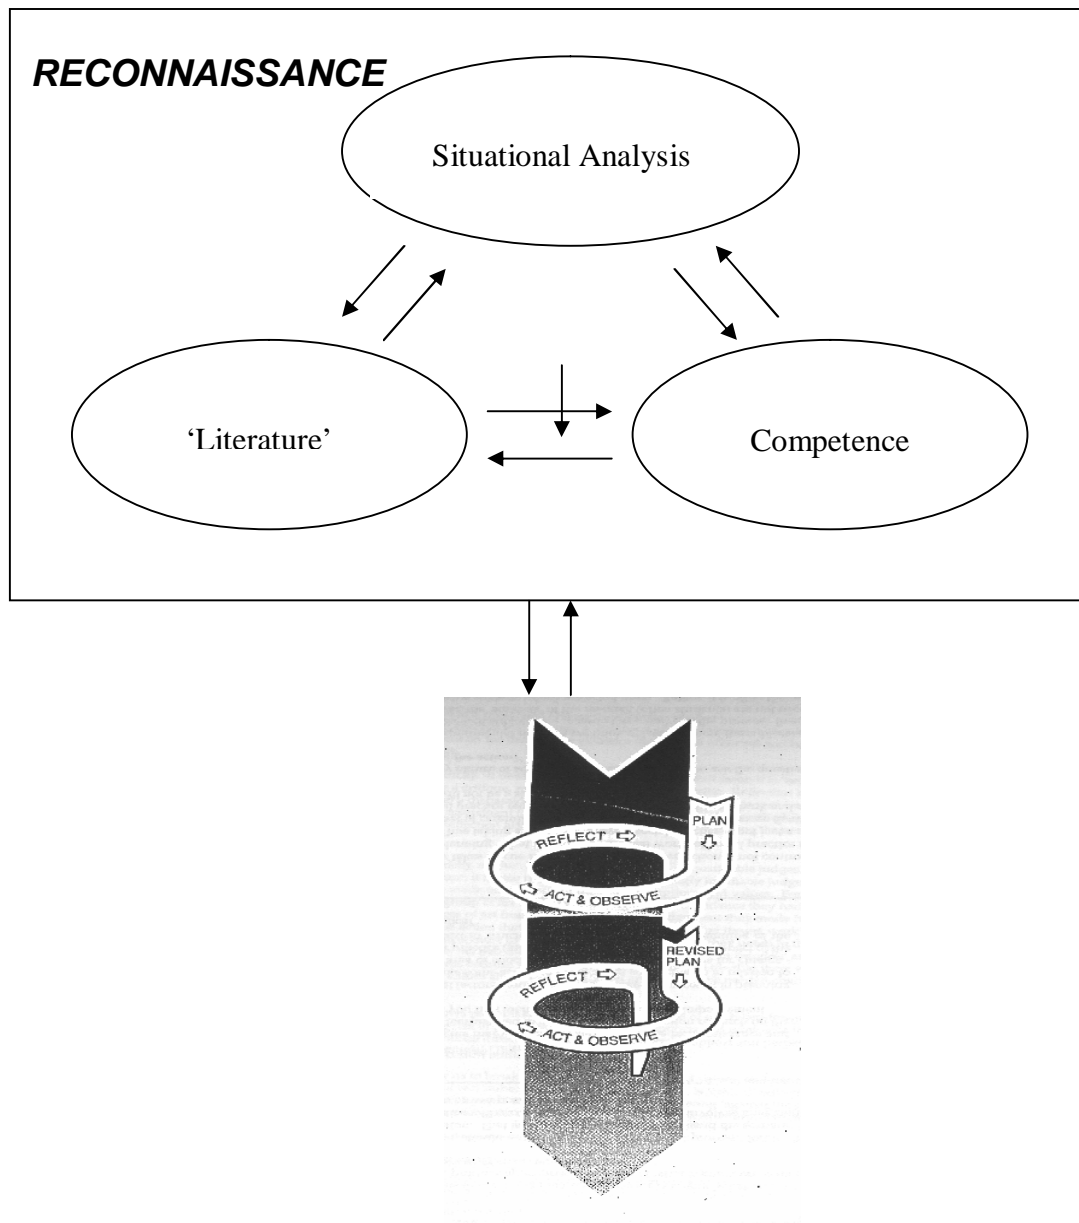 RECONNAISSANCE
Situational Analysis
‘Literature’
Competence
PLAN
REFLECT
ACT & OBSERVE
REVISED
PLAN
REFLECT
ACT & OBSERVE